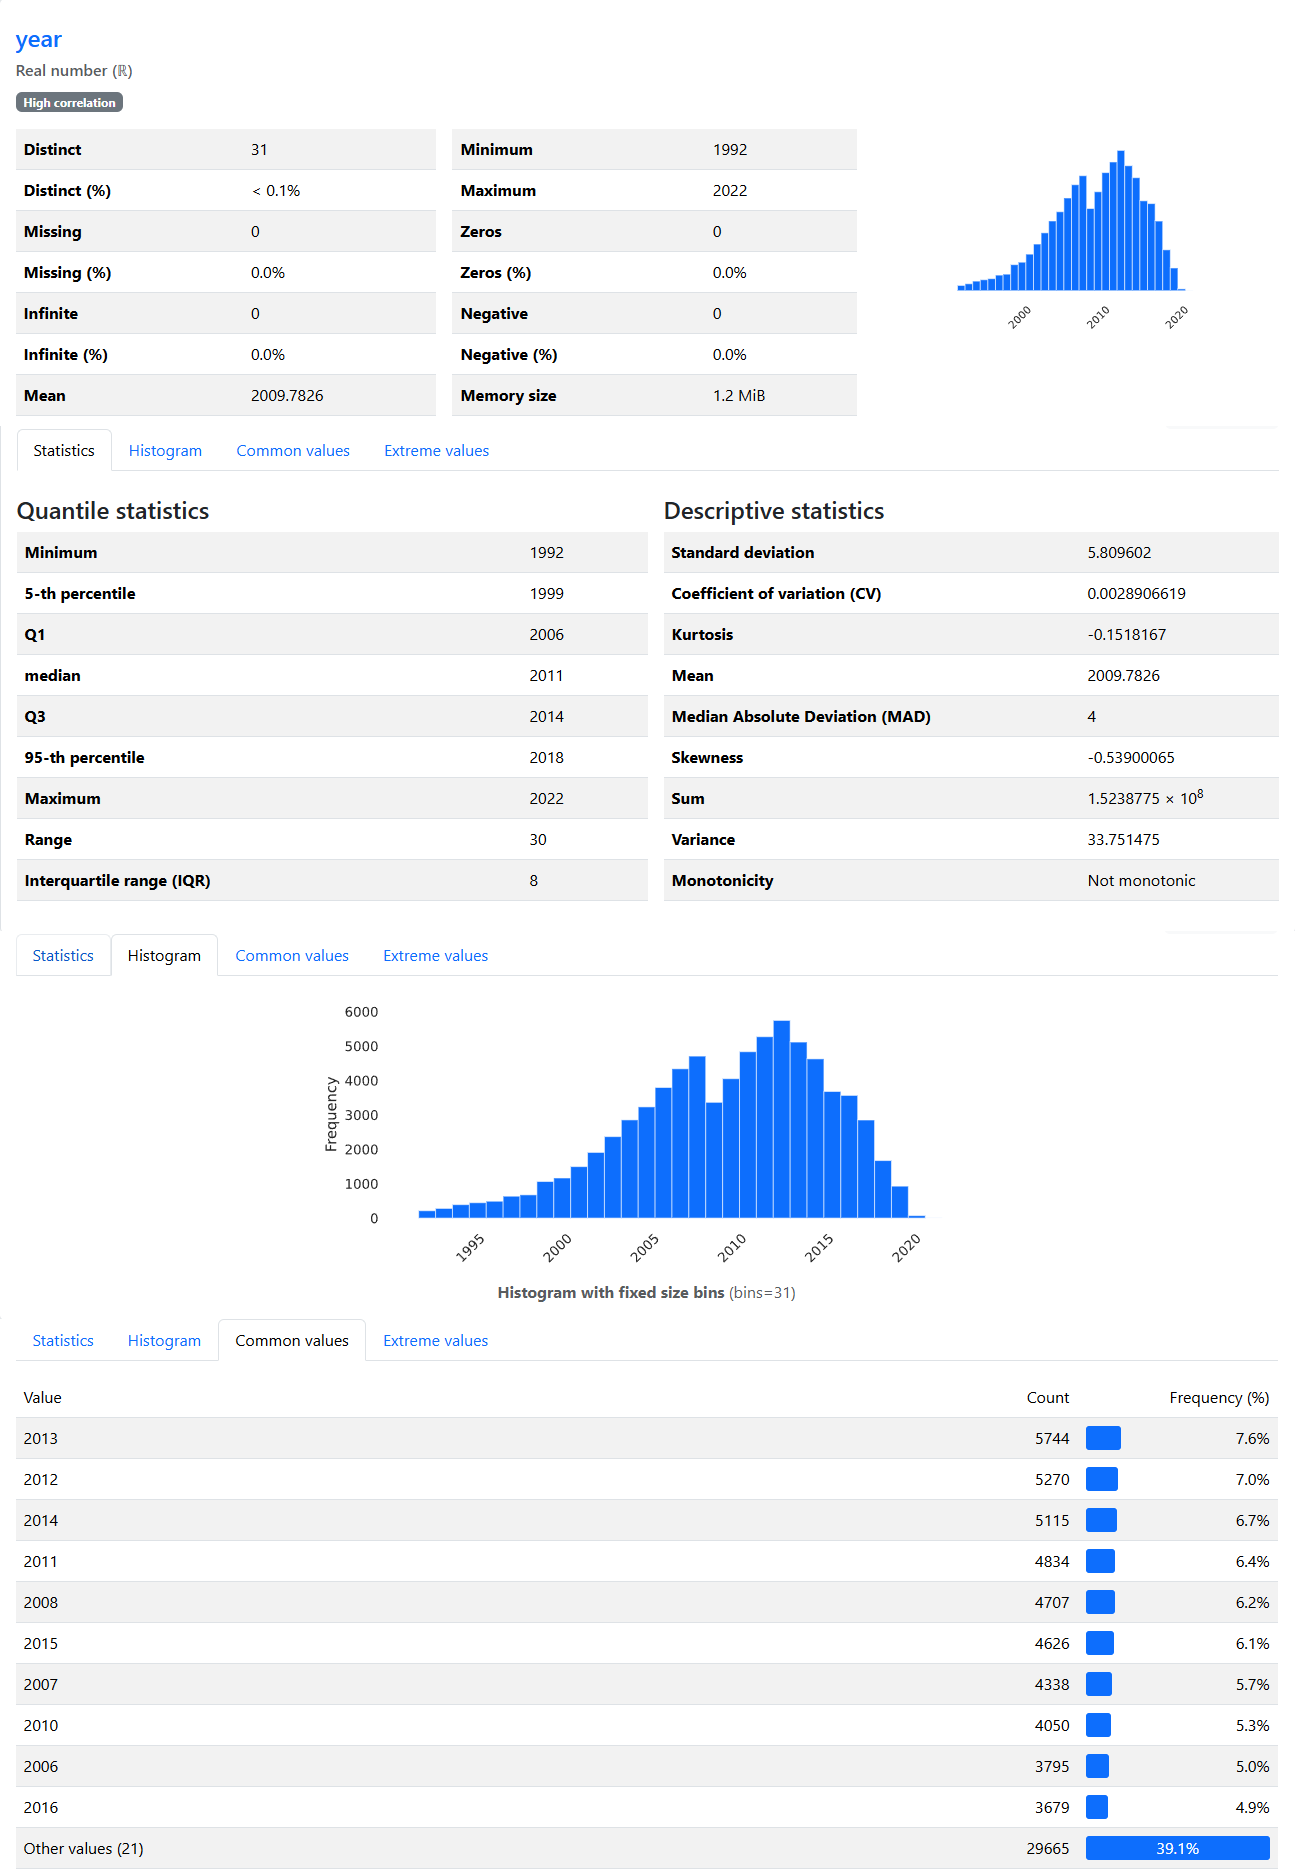 year
Real number (ℝ)
High correlation
Distinct 31
Distinct (%) < 0.1%
Missing 0
Missing (%) 0.0%
Infinite 0
Infinite (%) 0.0%
Mean 2009.7826
Minimum 1992
Maximum 2022
Zeros 0
Zeros (%) 0.0%
Negative 0
Negative (%) 0.0%
Memory size 1.2 MiB
2000 2010 2020
Statistics Histogram Common values Extreme values
Quantile statistics
Minimum 1992
5-th percentile 1999
Q1 2006
median 2011
Q3 2014
95-th percentile 2018
Maximum 2022
Range 30
Interquartile range (IQR) 8
Descriptive statistics
Standard deviation 5.809602
Coefficient of variation (CV) 0.0028906619
Kurtosis -0.1518167
Mean 2009.7826
Median Absolute Deviation (MAD) 4
Skewness -0.53900065
Sum 1.5238775 × 10⁸
Variance 33.751475
Monotonicity Not monotonic
Statistics Histogram Common values Extreme values
6000
5000
4000
3000
2000
1000
0
Frequency
1995 2000 2005 2010 2015 2020
Histogram with fixed size bins (bins=31)
Statistics Histogram Common values Extreme values
Value Count Frequency (%)
2013 5744 7.6%
2012 5270 7.0%
2014 5115 6.7%
2011 4834 6.4%
2008 4707 6.2%
2015 4626 6.1%
2007 4338 5.7%
2010 4050 5.3%
2006 3795 5.0%
2016 3679 4.9%
Other values (21) 29665 39.1%